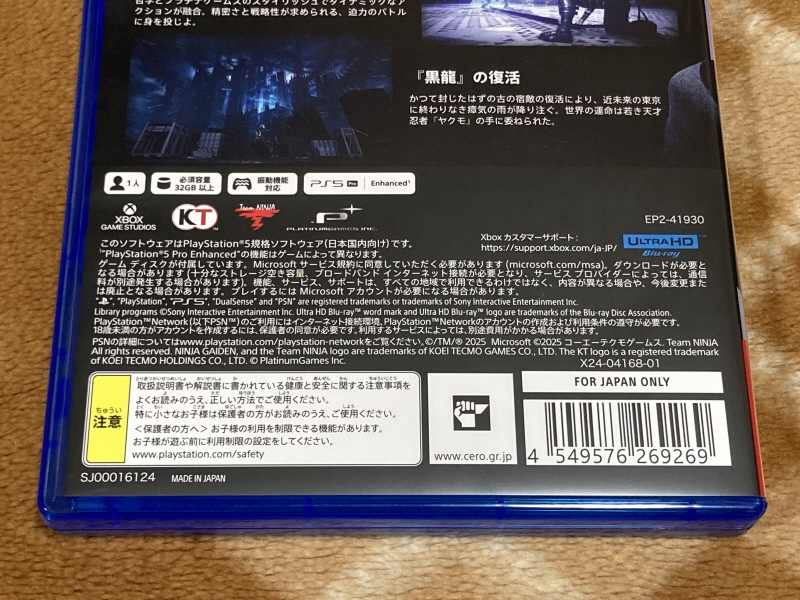 哲学とプラチナゲームズのスタイリッシュでダイナミックなア
クションが融合。精密さと戦略性が求められる、迫力のバトル
に身を投じよ。
『黒龍』の復活
かつて封じたはずの古の宿敵の復活により、近未来の東京
に終わりなき瘴気の雨が降り注ぐ。世界の運命は若き天才
忍者『ヤクモ』の手に委ねられた。
1人
必須容量
32GB 以上
振動機能
対応
PS5 Pro Enhanced
XBOX
GAME STUDIOS
KT
Team NINJA
PLATINUMGAMES INC.
EP2-41930
Xbox カスタマーサポート：
https://support.xbox.com/ja-JP/
ULTRA HD
Blu-ray
このソフトウェアはPlayStation®5規格ソフトウェア(日本国内向け)です。
"PlayStation®5 Pro Enhanced"の機能はゲームによって異なります。
ゲーム ディスクが付属しています。Microsoft サービス規約に同意していただく必要があります (microsoft.com/msa)。ダウンロードが必要と
なる場合があります (十分なストレージ空き容量、ブロードバンド インターネット接続が必要となり、サービス プロバイダーによっては、通信
料が別途発生する場合があります)。機能、サービス、サポートは、すべての地域で利用できるわけではなく、内容が異なる場合や、今後変更また
は廃止となる場合があります。プレイするには Microsoft アカウントが必要になる場合があります。
"PlayStation", "PS5", "DualSense" and "PSN" are registered trademarks or trademarks of Sony Interactive Entertainment Inc.
Library programs ©Sony Interactive Entertainment Inc. Ultra HD Blu-ray™ word mark and Ultra HD Blu-ray™ logo are trademarks of the Blu-ray Disc Association.
PlayStation™Network(以下PSN™)のご利用にはインターネット接続環境、PlayStation™Networkのアカウントの作成および利用条件の遵守が必要です。
18歳未満の方がアカウントを作成するには、保護者の同意が必要です。利用するサービスによっては、別途費用がかかる場合があります。
PSNの詳細についてはwww.playstation.com/playstation-networkをご覧ください。©/TM/® 2025 Microsoft ©2025 コーエーテクモゲームス. Team NINJA
All rights reserved. NINJA GAIDEN, and the Team NINJA logo are registered trademarks of KOEI TECMO GAMES CO., LTD. The KT logo is a registered trademark
of KOEI TECMO HOLDINGS CO., LTD. © PlatinumGames Inc.
X24-04168-01
ちゅうい
注意
取扱説明書や解説書に書かれている健康と安全に関する注意事項を
よくお読みのうえ、正しい方法でご使用ください。
特に小さなお子様は保護者の方がお読みのうえ、ご使用ください。
＜保護者の方へ＞ お子様の利用を制限できる機能があります。
お子様が遊ぶ前に利用制限の設定をしてください。
www.playstation.com/safety
www.cero.gr.jp
FOR JAPAN ONLY
4 549576 269269
SJ00016124 MADE IN JAPAN